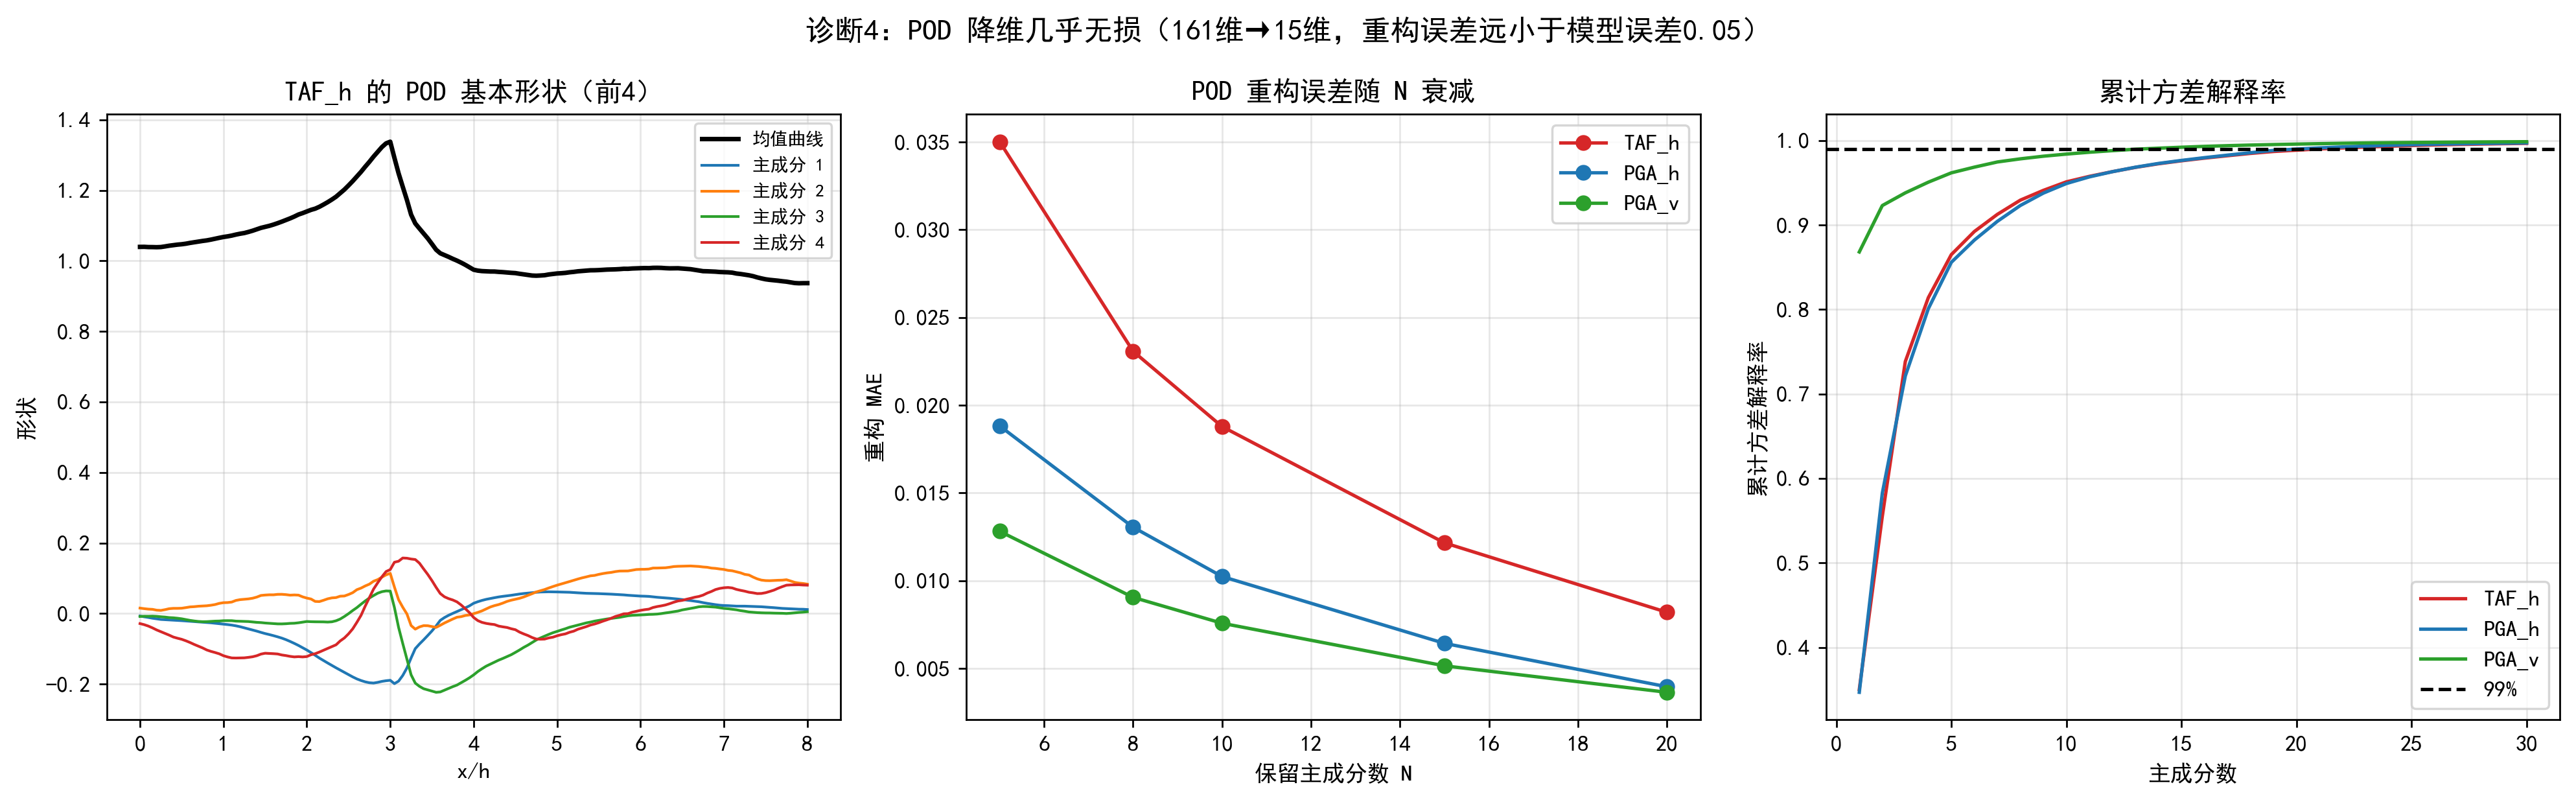 诊断4：POD 降维几乎无损（161维→15维，重构误差远小于模型误差0.05）
TAF_h 的 POD 基本形状（前4）
形状
1.4
1.2
1.0
0.8
0.6
0.4
0.2
0.0
-0.2
均值曲线
主成分 1
主成分 2
主成分 3
主成分 4
0 1 2 3 4 5 6 7 8
x/h
POD 重构误差随 N 衰减
重构 MAE
0.035
0.030
0.025
0.020
0.015
0.010
0.005
TAF_h
PGA_h
PGA_v
6 8 10 12 14 16 18 20
保留主成分数 N
累计方差解释率
累计方差解释率
1.0
0.9
0.8
0.7
0.6
0.5
0.4
TAF_h
PGA_h
PGA_v
99%
0 5 10 15 20 25 30
主成分数